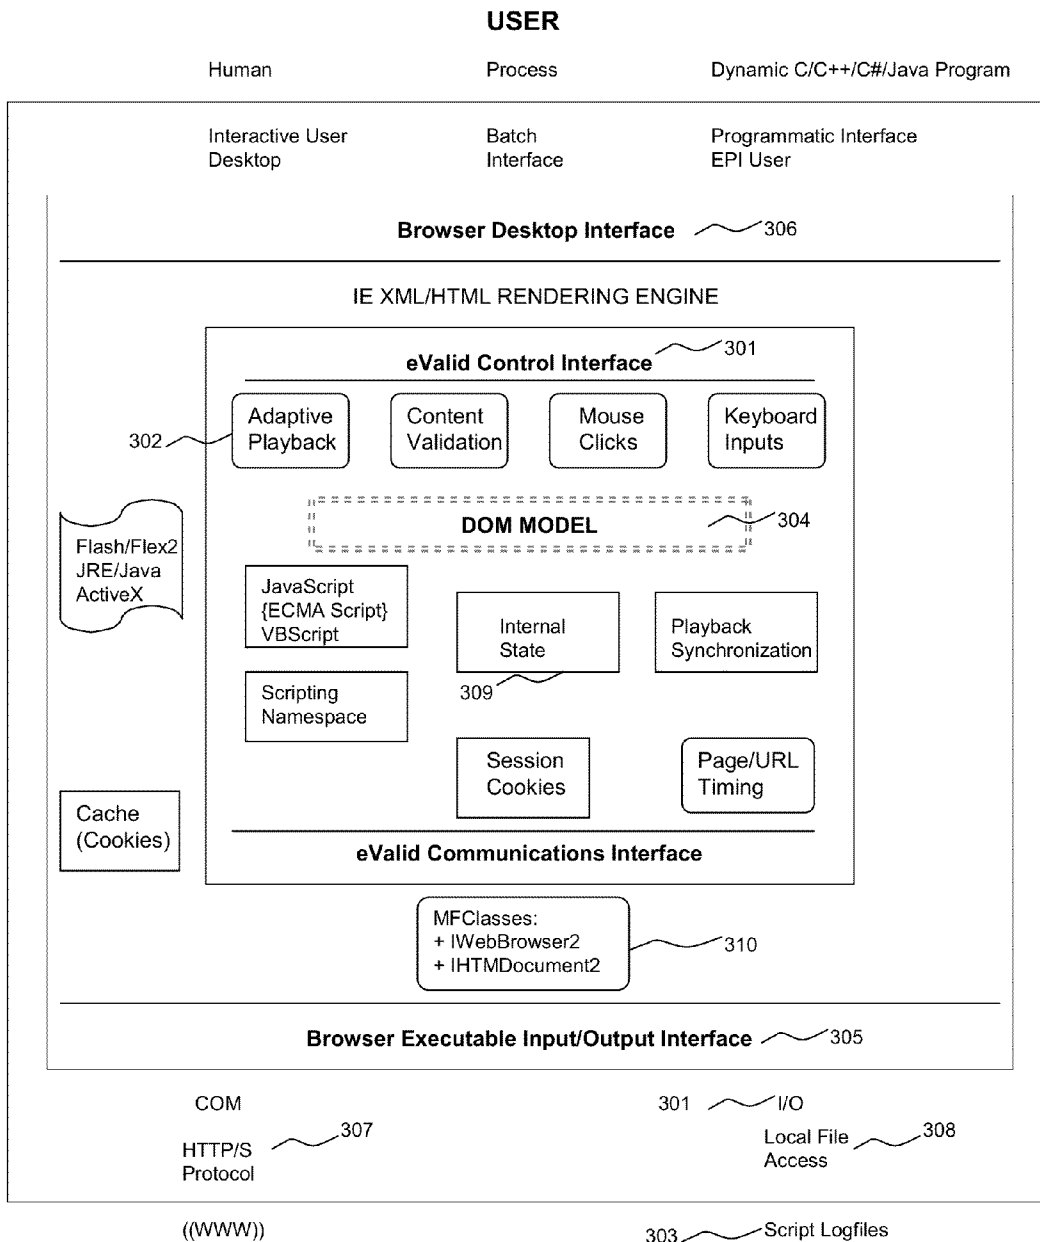 USER
Human Process Dynamic C/C++/C#/Java Program
Interactive User Desktop
Batch Interface
Programmatic Interface EPI User
Browser Desktop Interface 306
IE XML/HTML RENDERING ENGINE
eValid Control Interface 301
302
Adaptive
Playback
Content
Validation
Mouse
Clicks
Keyboard
Inputs
DOM MODEL 304
Flash/Flex2
JRE/Java
ActiveX
JavaScript
{ECMA Script}
VBScript
Internal
State
309
Playback
Synchronization
Scripting
Namespace
Session
Cookies
Page/URL
Timing
Cache
(Cookies)
eValid Communications Interface
MFClasses:
+ IWebBrowser2
+ IHTMDocument2
310
Browser Executable Input/Output Interface 305
COM
301 I/O
HTTP/S
Protocol
307
Local File
Access
308
((WWW))
303 Script Logfiles